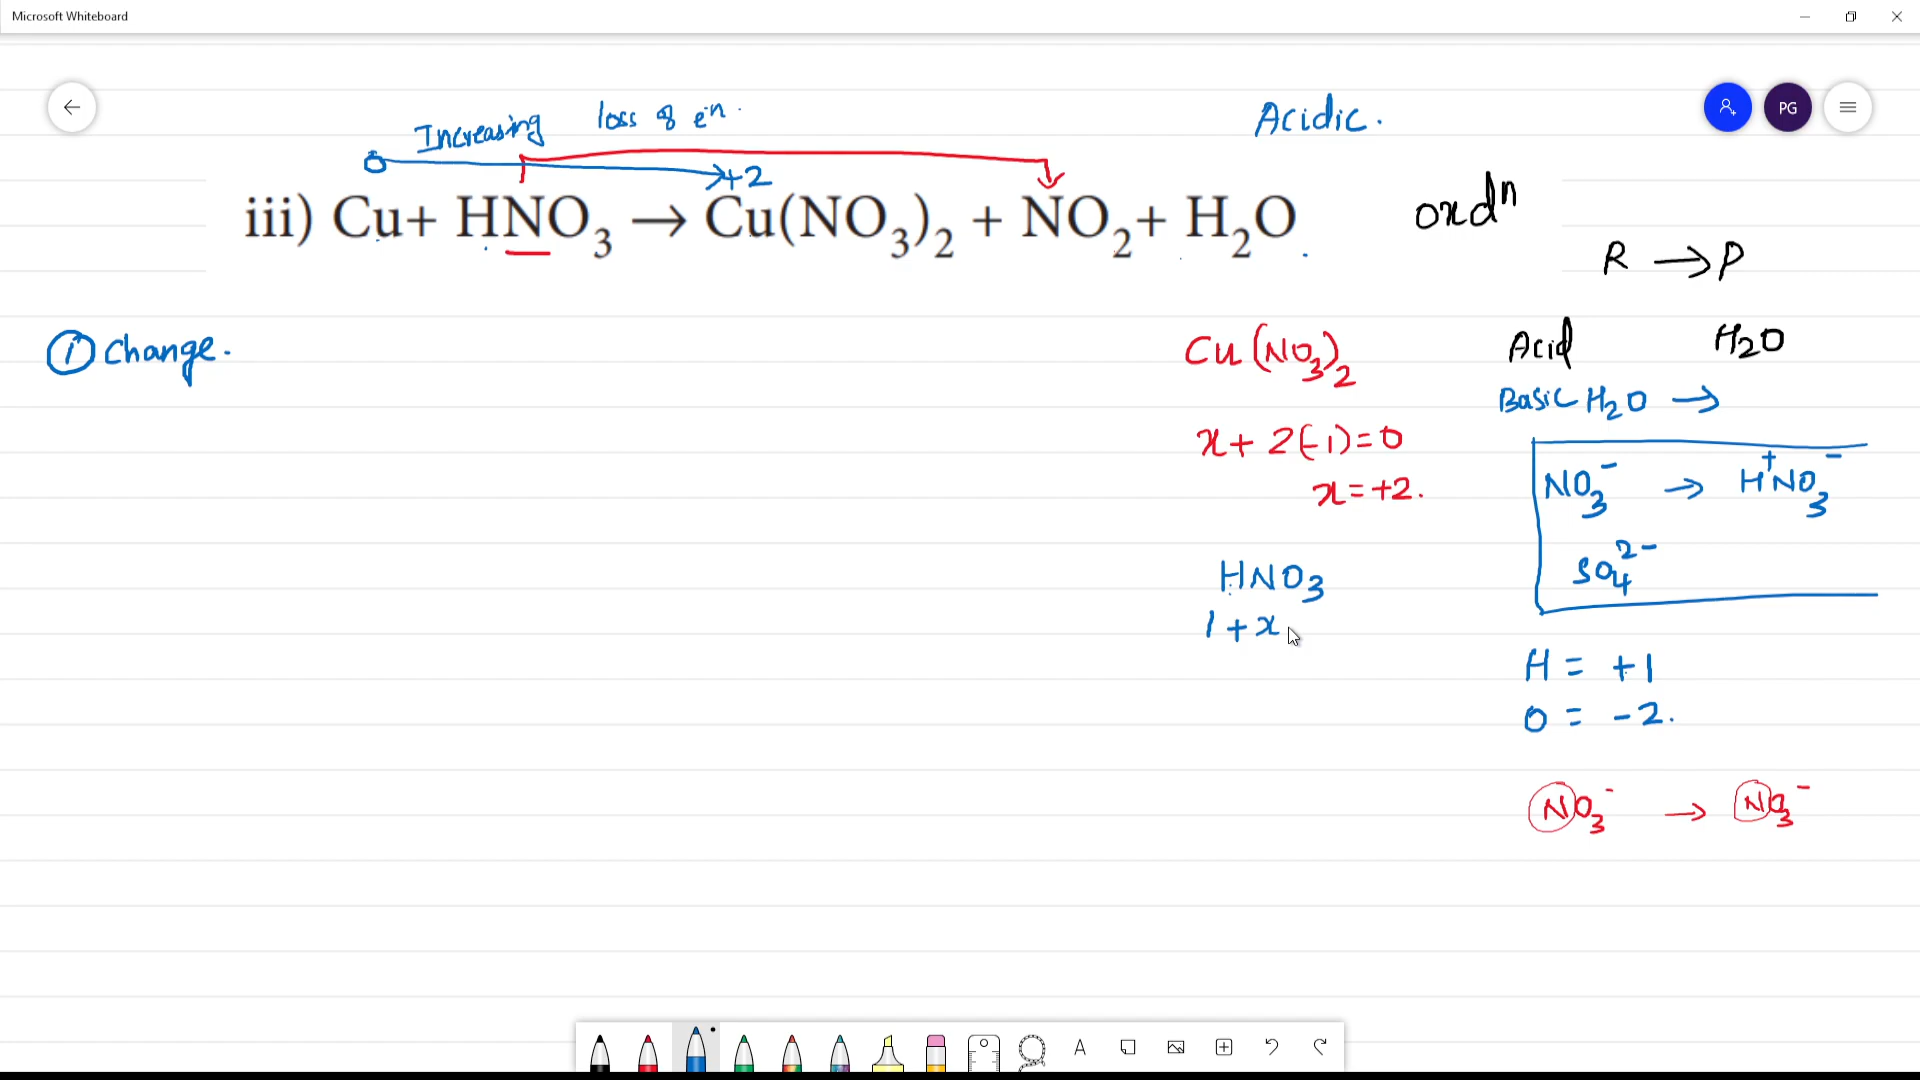 Microsoft Whiteboard
PG
Increasing loss of eⁿ.
Acidic.
0 +2
iii) Cu+ HNO₃ → Cu(NO₃)₂ + NO₂+ H₂O
oxdⁿ
R → P
① Change.
Cu(NO₃)₂
Acid H₂O
Basic H₂O →
x + 2(-1) = 0
x = +2.
NO₃⁻ → H⁺NO₃⁻
SO₄²⁻
HNO₃
1 + x
H = +1
O = -2.
NO₃⁻ → NO₃⁻
A